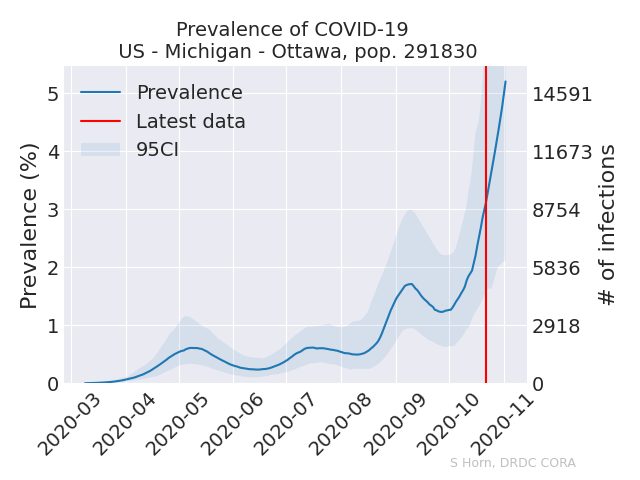 Prevalence of COVID-19
US - Michigan - Ottawa, pop. 291830
Prevalence
Latest data
95CI
Prevalence (%)
5
4
3
2
1
0
14591
11673
8754
5836
2918
0
# of infections
2020-03
2020-04
2020-05
2020-06
2020-07
2020-08
2020-09
2020-10
2020-11
S Horn, DRDC CORA